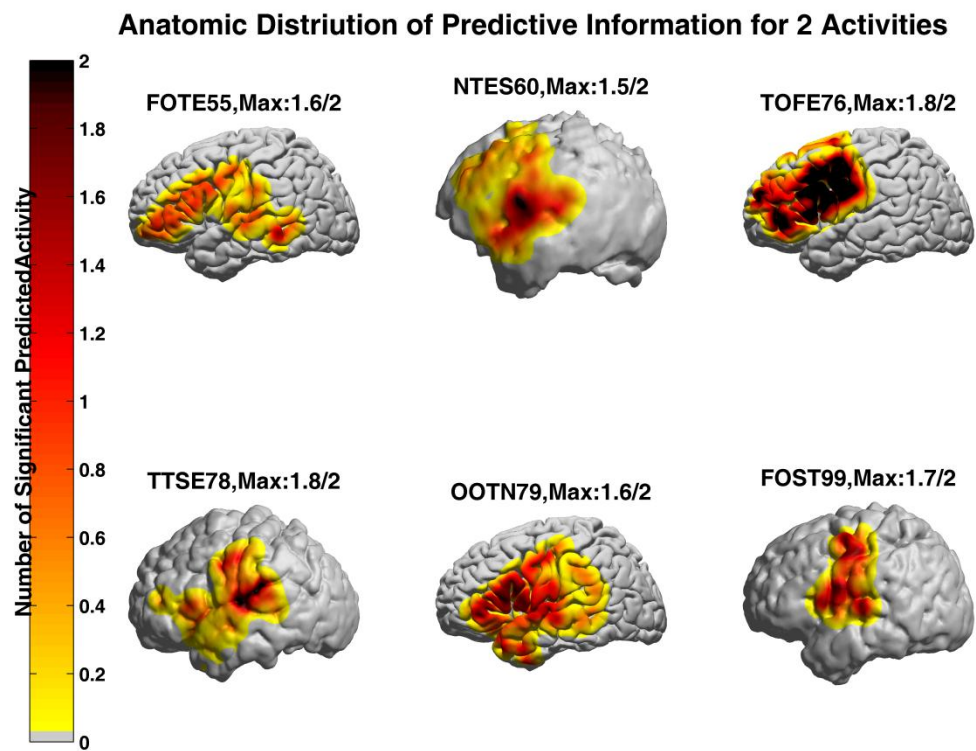 Anatomic Distriution of Predictive Information for 2 Activities
Number of Significant PredictedActivity
2
1.8
1.6
1.4
1.2
1
0.8
0.6
0.4
0.2
0
FOTE55,Max:1.6/2
NTES60,Max:1.5/2
TOFE76,Max:1.8/2
TTSE78,Max:1.8/2
OOTN79,Max:1.6/2
FOST99,Max:1.7/2